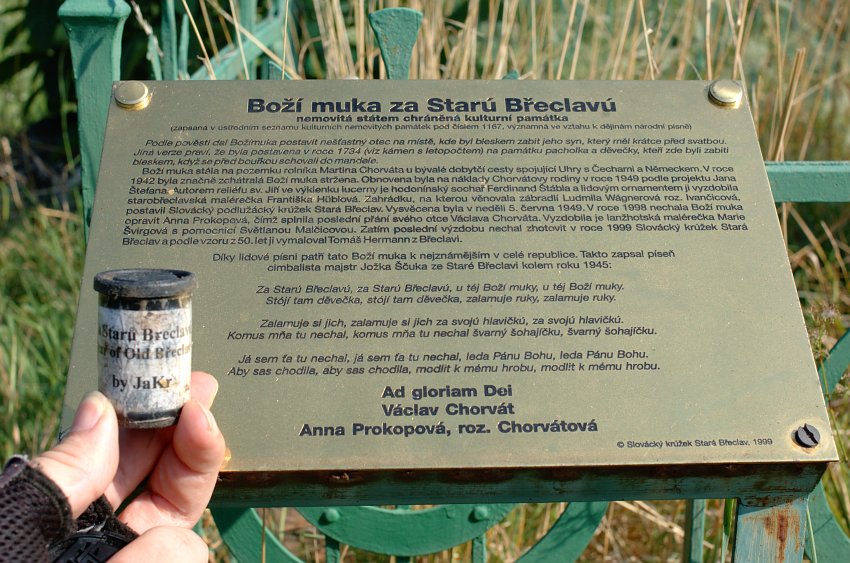 Boží muka za Starú Břeclavú
nemovitá státem chráněná kulturní památka
(zapsaná v ústředním seznamu kulturních nemovitých památek pod číslem 1167, významná ve vztahu k dějinám národní písně)
Podle pověsti dal Božímuka postavit nešťastný otec na místě, kde byl bleskem zabit jeho syn, který měl krátce před svatbou.
Jiná verze praví, že byla postavena v roce 1734 (viz kámen s letopočtem) na památku pacholka a děvečky, kteří zde byli zabiti
bleskem, když se před bouřkou schovali do mandele.
Boží muka stála na pozemku rolníka Martina Chorváta u bývalé dobytčí cesty spojující Uhry s Čechami a Německem. V roce
1942 byla značně zchátralá Boží muka stržena. Obnovena byla na náklady Chorvátovy rodiny v roce 1949 podle projektu Jana
Štefana. Autorem reliéfu sv. Jiří ve výklenku lucerny je hodonínský sochař Ferdinand Štábla a lidovým ornamentem ji vyzdobila
starobřeclavská malérečka Františka Hüblová. Zahrádku, na kterou věnovala zábradlí Ludmila Wágnerová roz. Ivančicová,
postavil Slovácký podlužácký krúžek Stará Břeclav. Vysvěcena byla v neděli 5. června 1949. V roce 1998 nechala Boží muka
opravit Anna Prokopová, čímž splnila poslední přání svého otce Václava Chorváta. Vyzdobila je lanžhotská malérečka Marie
Švirgová s pomocnicí Světlanou Malčicovou. Zatím poslední výzdobu nechal zhotovit v roce 1999 Slovácký krúžek Stará
Břeclav a podle vzoru z 50. let ji vymaloval Tomáš Hermann z Břeclavi.
Díky lidové písni patří tato Boží muka k nejznámějším v celé republice. Takto zapsal píseň
cimbalista majstr Jožka Ščuka ze Staré Břeclavi kolem roku 1945:
Za Starú Břeclavú, za Starú Břeclavú, u téj Boží muky, u téj Boží muky.
Stójí tam děvečka, stójí tam děvečka, zalamuje ruky, zalamuje ruky.
Zalamuje si jich, zalamuje si jich za svojú hlavičkú, za svojú hlavičkú.
Komus mňa tu nechal, komus mňa tu nechal švarný šohajíčku, švarný šohajíčku.
Já sem ťa tu nechal, já sem ťa tu nechal, leda Pánu Bohu, leda Pánu Bohu.
Aby sas chodila, aby sas chodila, modlit k mému hrobu, modlit k mému hrobu.
Ad gloriam Dei
Václav Chorvát
Anna Prokopová, roz. Chorvátová
© Slovácký krúžek Stará Břeclav, 1999
Starú Břeclav
of Old Břecla
by JaKr